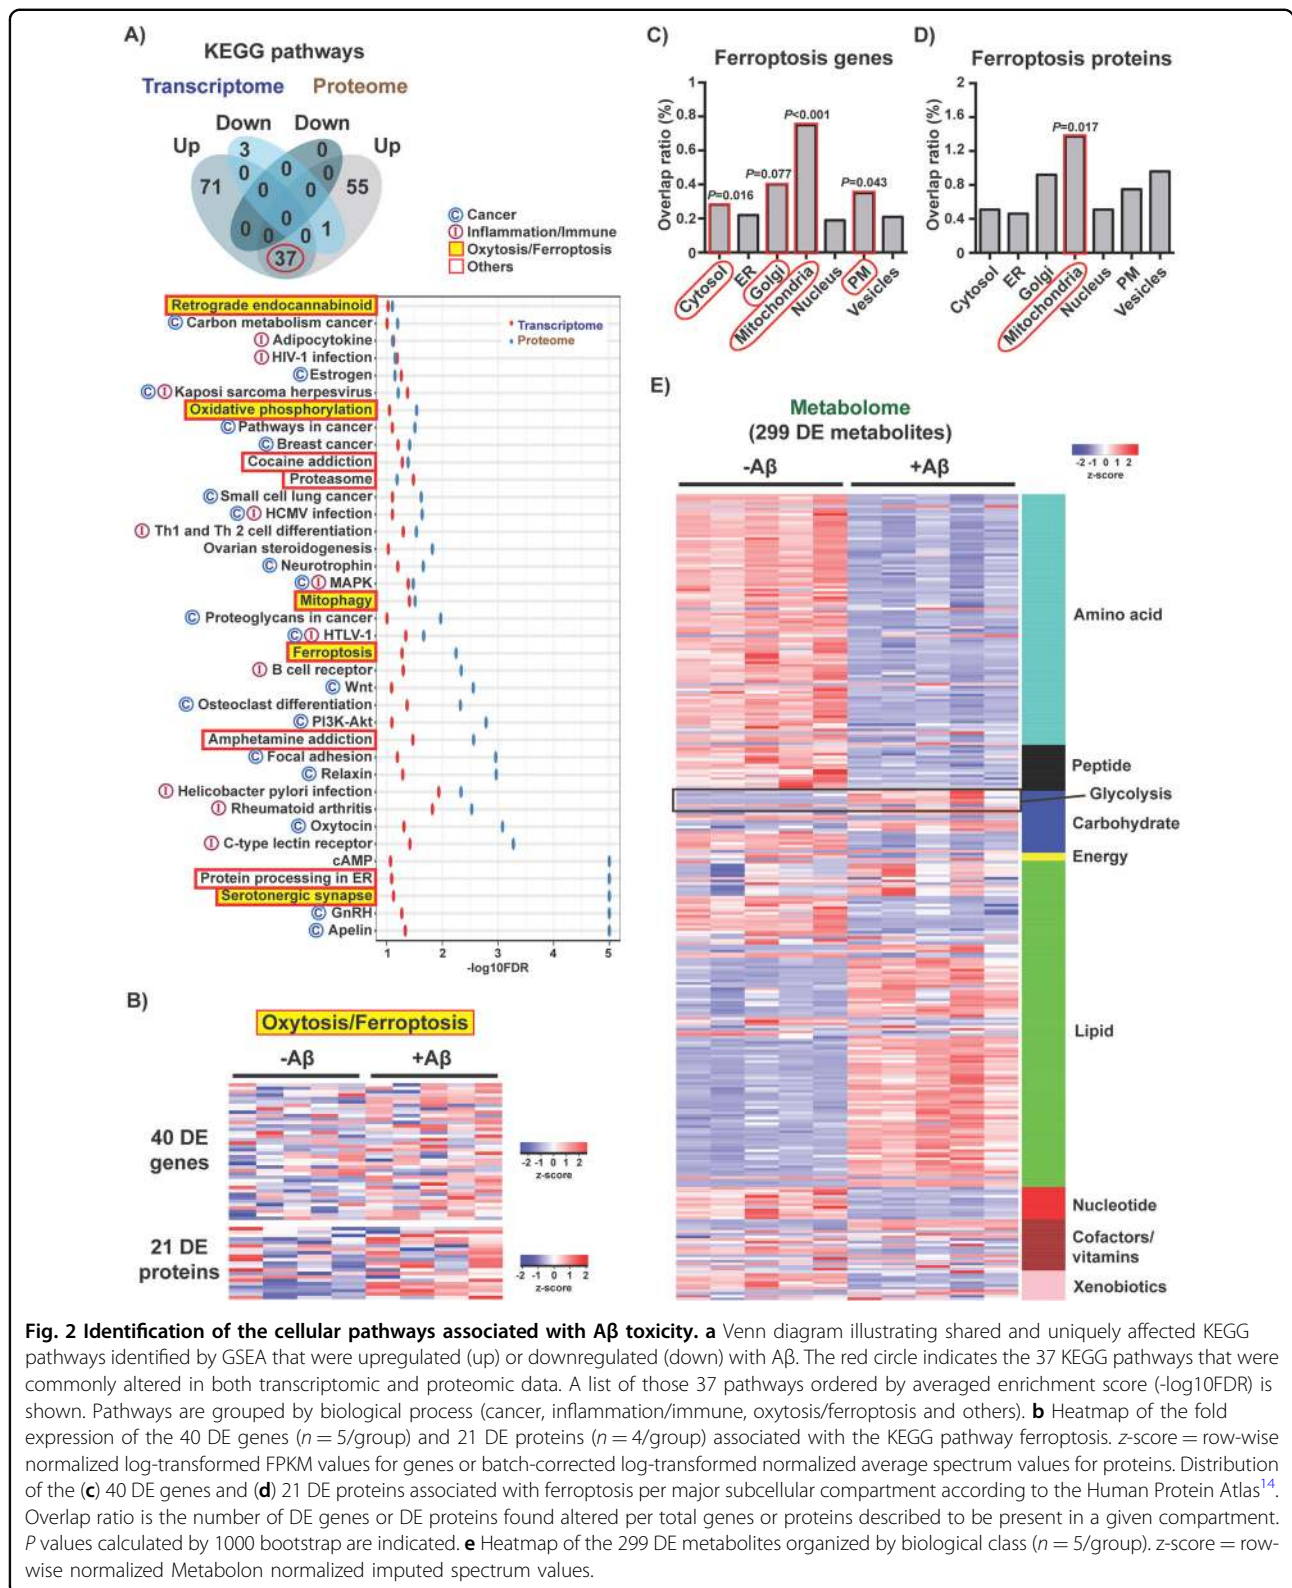 A)
KEGG pathways
Transcriptome Proteome
Down Down
Up Up
3 0
71 0 0 0 55
0 0
0 0 1
0 0
37
C Cancer
I Inflammation/Immune
Oxytosis/Ferroptosis
Others
Retrograde endocannabinoid
C Carbon metabolism cancer
I Adipocytokine
I HIV-1 infection
C Estrogen
C I Kaposi sarcoma herpesvirus
Oxidative phosphorylation
C Pathways in cancer
C Breast cancer
Cocaine addiction
Proteasome
C Small cell lung cancer
C I HCMV infection
I Th1 and Th 2 cell differentiation
Ovarian steroidogenesis
C Neurotrophin
C I MAPK
Mitophagy
C Proteoglycans in cancer
C I HTLV-1
Ferroptosis
I B cell receptor
C Wnt
C Osteoclast differentiation
C PI3K-Akt
Amphetamine addiction
C Focal adhesion
C Relaxin
I Helicobacter pylori infection
I Rheumatoid arthritis
C Oxytocin
I C-type lectin receptor
cAMP
Protein processing in ER
Serotonergic synapse
C GnRH
C Apelin
Transcriptome
Proteome
1 2 3 4 5
-log10FDR
B)
Oxytosis/Ferroptosis
-Aβ +Aβ
40 DE
genes
-2 -1 0 1 2
z-score
21 DE
proteins
-2 -1 0 1 2
z-score
C)
Ferroptosis genes
Overlap ratio (%)
1
0.8
0.6
0.4
0.2
0
P=0.016
P=0.077
P<0.001
P=0.043
Cytosol
ER
Golgi
Mitochondria
Nucleus
PM
Vesicles
D)
Ferroptosis proteins
Overlap ratio (%)
2
1.6
1.2
0.8
0.4
0
P=0.017
Cytosol
ER
Golgi
Mitochondria
Nucleus
PM
Vesicles
E)
Metabolome
(299 DE metabolites)
-Aβ +Aβ
-2 -1 0 1 2
z-score
Amino acid
Peptide
Glycolysis
Carbohydrate
Energy
Lipid
Nucleotide
Cofactors/
vitamins
Xenobiotics
Fig. 2 Identification of the cellular pathways associated with Aβ toxicity. a Venn diagram illustrating shared and uniquely affected KEGG
pathways identified by GSEA that were upregulated (up) or downregulated (down) with Aβ. The red circle indicates the 37 KEGG pathways that were
commonly altered in both transcriptomic and proteomic data. A list of those 37 pathways ordered by averaged enrichment score (-log10FDR) is
shown. Pathways are grouped by biological process (cancer, inflammation/immune, oxytosis/ferroptosis and others). b Heatmap of the fold
expression of the 40 DE genes (n = 5/group) and 21 DE proteins (n = 4/group) associated with the KEGG pathway ferroptosis. z-score = row-wise
normalized log-transformed FPKM values for genes or batch-corrected log-transformed normalized average spectrum values for proteins. Distribution
of the (c) 40 DE genes and (d) 21 DE proteins associated with ferroptosis per major subcellular compartment according to the Human Protein Atlas14.
Overlap ratio is the number of DE genes or DE proteins found altered per total genes or proteins described to be present in a given compartment.
P values calculated by 1000 bootstrap are indicated. e Heatmap of the 299 DE metabolites organized by biological class (n = 5/group). z-score = row-
wise normalized Metabolon normalized imputed spectrum values.